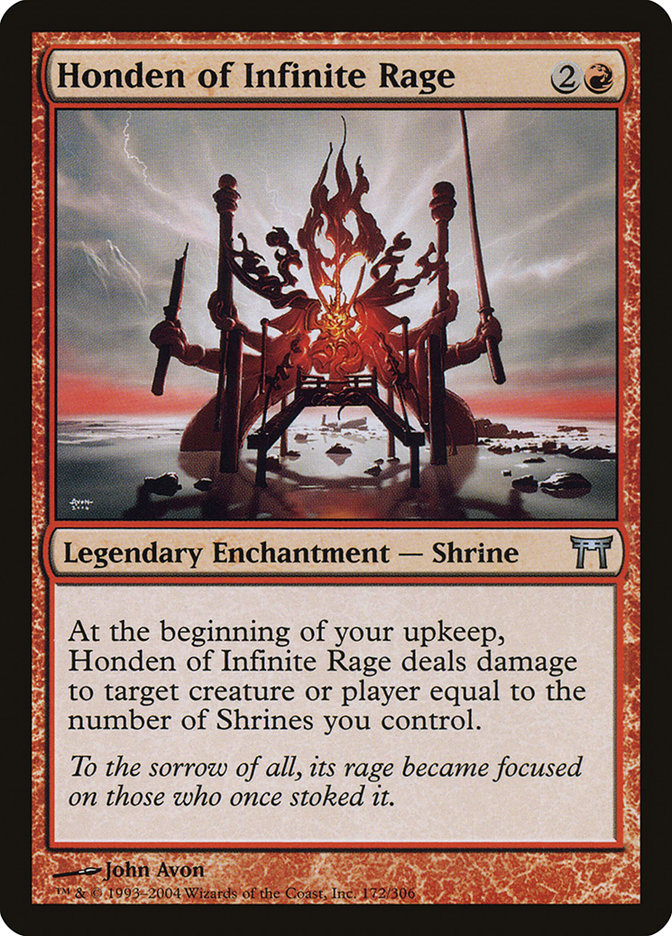 Honden of Infinite Rage
2
AVON
2004
Legendary Enchantment — Shrine
At the beginning of your upkeep,
Honden of Infinite Rage deals damage
to target creature or player equal to the
number of Shrines you control.
To the sorrow of all, its rage became focused
on those who once stoked it.
John Avon
™ & © 1993–2004 Wizards of the Coast, Inc. 172/306